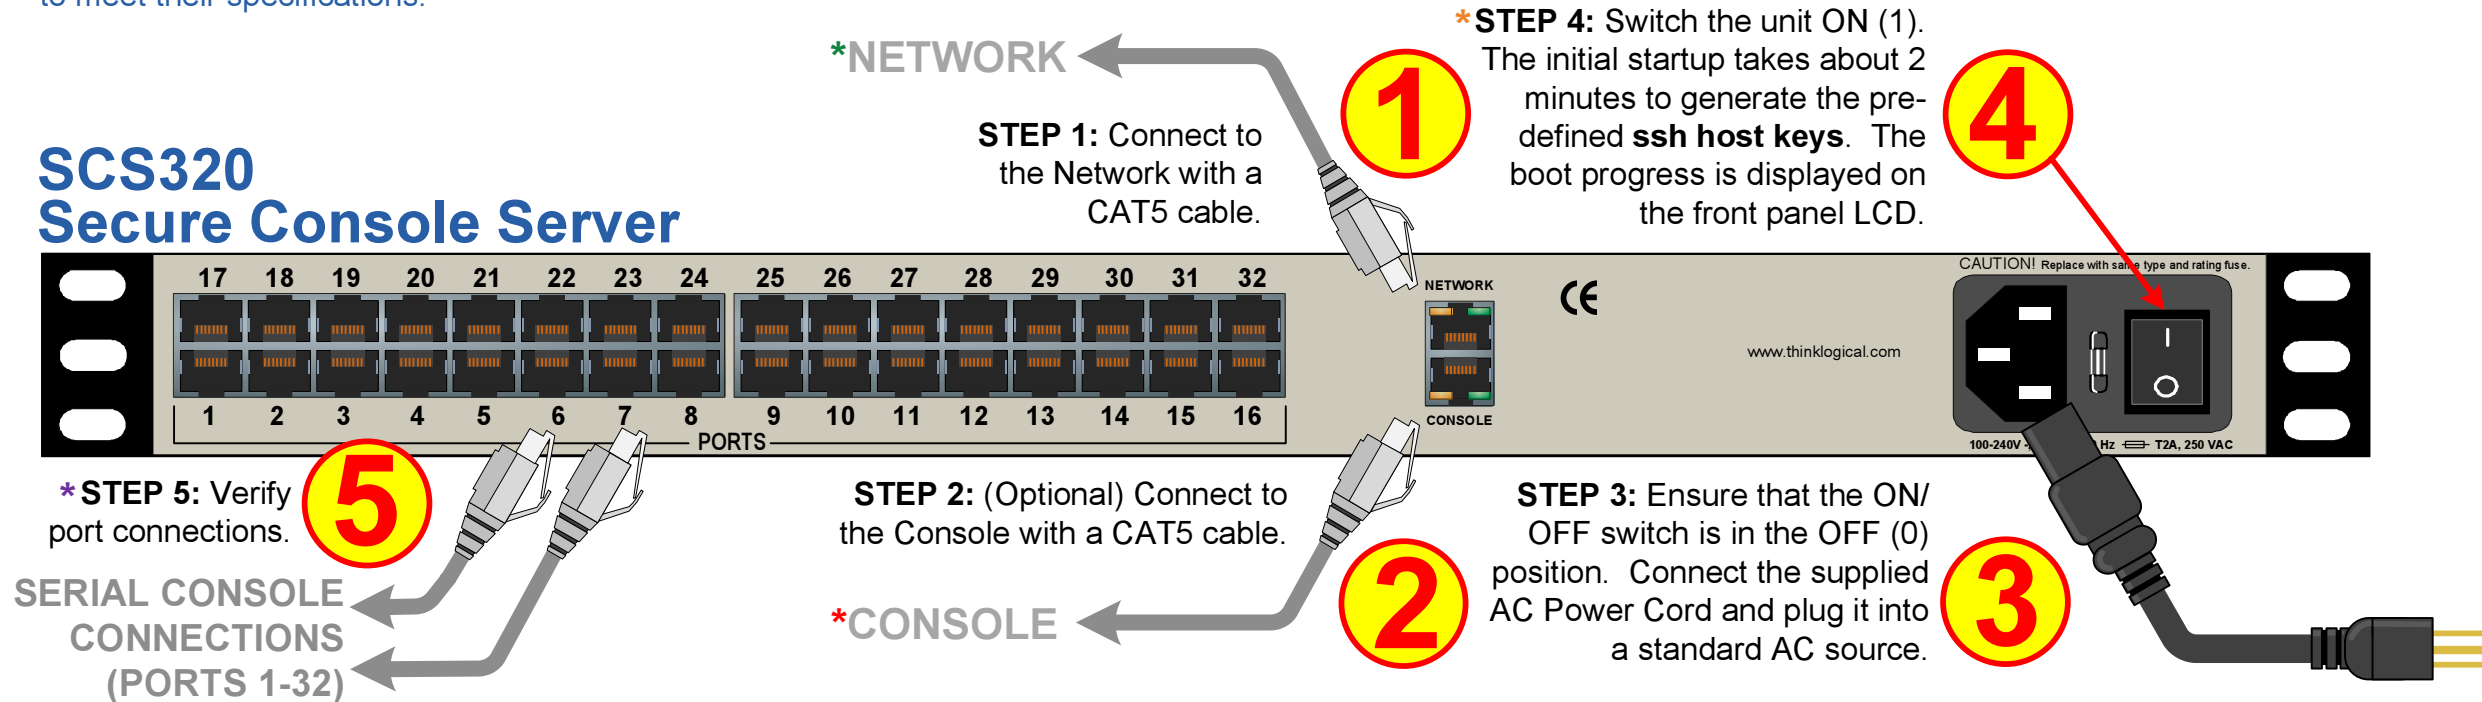 to meet their specifications.
*NETWORK
STEP 1: Connect to
the Network with a
CAT5 cable.
1
*STEP 4: Switch the unit ON (1).
The initial startup takes about 2
minutes to generate the pre-
defined ssh host keys. The
boot progress is displayed on
the front panel LCD.
4
SCS320
Secure Console Server
17 18 19 20 21 22 23 24 25 26 27 28 29 30 31 32
1 2 3 4 5 6 7 8 9 10 11 12 13 14 15 16
PORTS
NETWORK
CONSOLE
CE
www.thinklogical.com
CAUTION! Replace with same type and rating fuse.
100-240V Hz T2A, 250 VAC
*STEP 5: Verify
port connections.
5
SERIAL CONSOLE
CONNECTIONS
(PORTS 1-32)
STEP 2: (Optional) Connect to
the Console with a CAT5 cable.
*CONSOLE
2
STEP 3: Ensure that the ON/
OFF switch is in the OFF (0)
position. Connect the supplied
AC Power Cord and plug it into
a standard AC source.
3